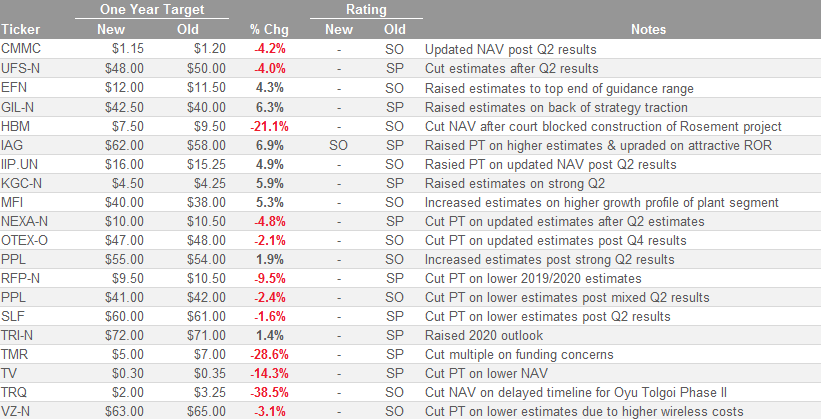 One Year Target Rating
Ticker New Old % Chg New Old Notes
CMMC $1.15 $1.20 -4.2% - SO Updated NAV post Q2 results
UFS-N $48.00 $50.00 -4.0% - SP Cut estimates after Q2 results
EFN $12.00 $11.50 4.3% - SO Raised estimates to top end of guidance range
GIL-N $42.50 $40.00 6.3% - SP Raised estimates on back of strategy traction
HBM $7.50 $9.50 -21.1% - SO Cut NAV after court blocked construction of Rosement project
IAG $62.00 $58.00 6.9% SO SP Rasied PT on higher estimates & upraded on attractive ROR
IIP.UN $16.00 $15.25 4.9% - SO Rasied PT on updated NAV post Q2 results
KGC-N $4.50 $4.25 5.9% - SP Raised estimates on strong Q2
MFI $40.00 $38.00 5.3% - SO Increased estimates on higher growth profile of plant segment
NEXA-N $10.00 $10.50 -4.8% - SP Cut PT on updated estimates after Q2 estimates
OTEX-O $47.00 $48.00 -2.1% - SO Cut PT on updated estimates post Q4 results
PPL $55.00 $54.00 1.9% - SO Increased estimates post strong Q2 results
RFP-N $9.50 $10.50 -9.5% - SP Cut PT on lower 2019/2020 estimates
PPL $41.00 $42.00 -2.4% - SO Cut PT on lower estimates post mixed Q2 results
SLF $60.00 $61.00 -1.6% - SP Cut PT on lower estimates post Q2 results
TRI-N $72.00 $71.00 1.4% - SP Raised 2020 outlook
TMR $5.00 $7.00 -28.6% - SP Cut multiple on funding concerns
TV $0.30 $0.35 -14.3% - SP Cut PT on lower NAV
TRQ $2.00 $3.25 -38.5% - SO Cut NAV on delayed timeline for Oyu Tolgoi Phase II
VZ-N $63.00 $65.00 -3.1% - SP Cut PT on lower estimates due to higher wireless costs